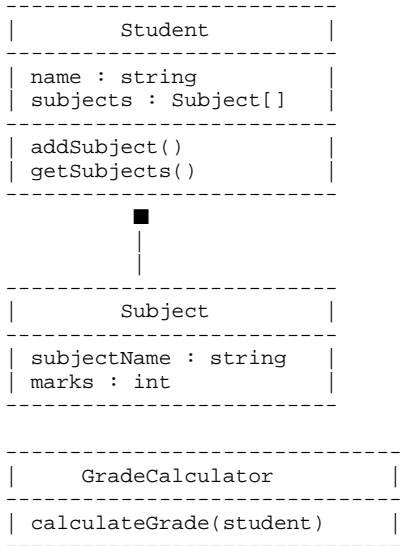 Student
name : string
subjects : Subject[]
addSubject()
getSubjects()
Subject
subjectName : string
marks : int
GradeCalculator
calculateGrade(student)